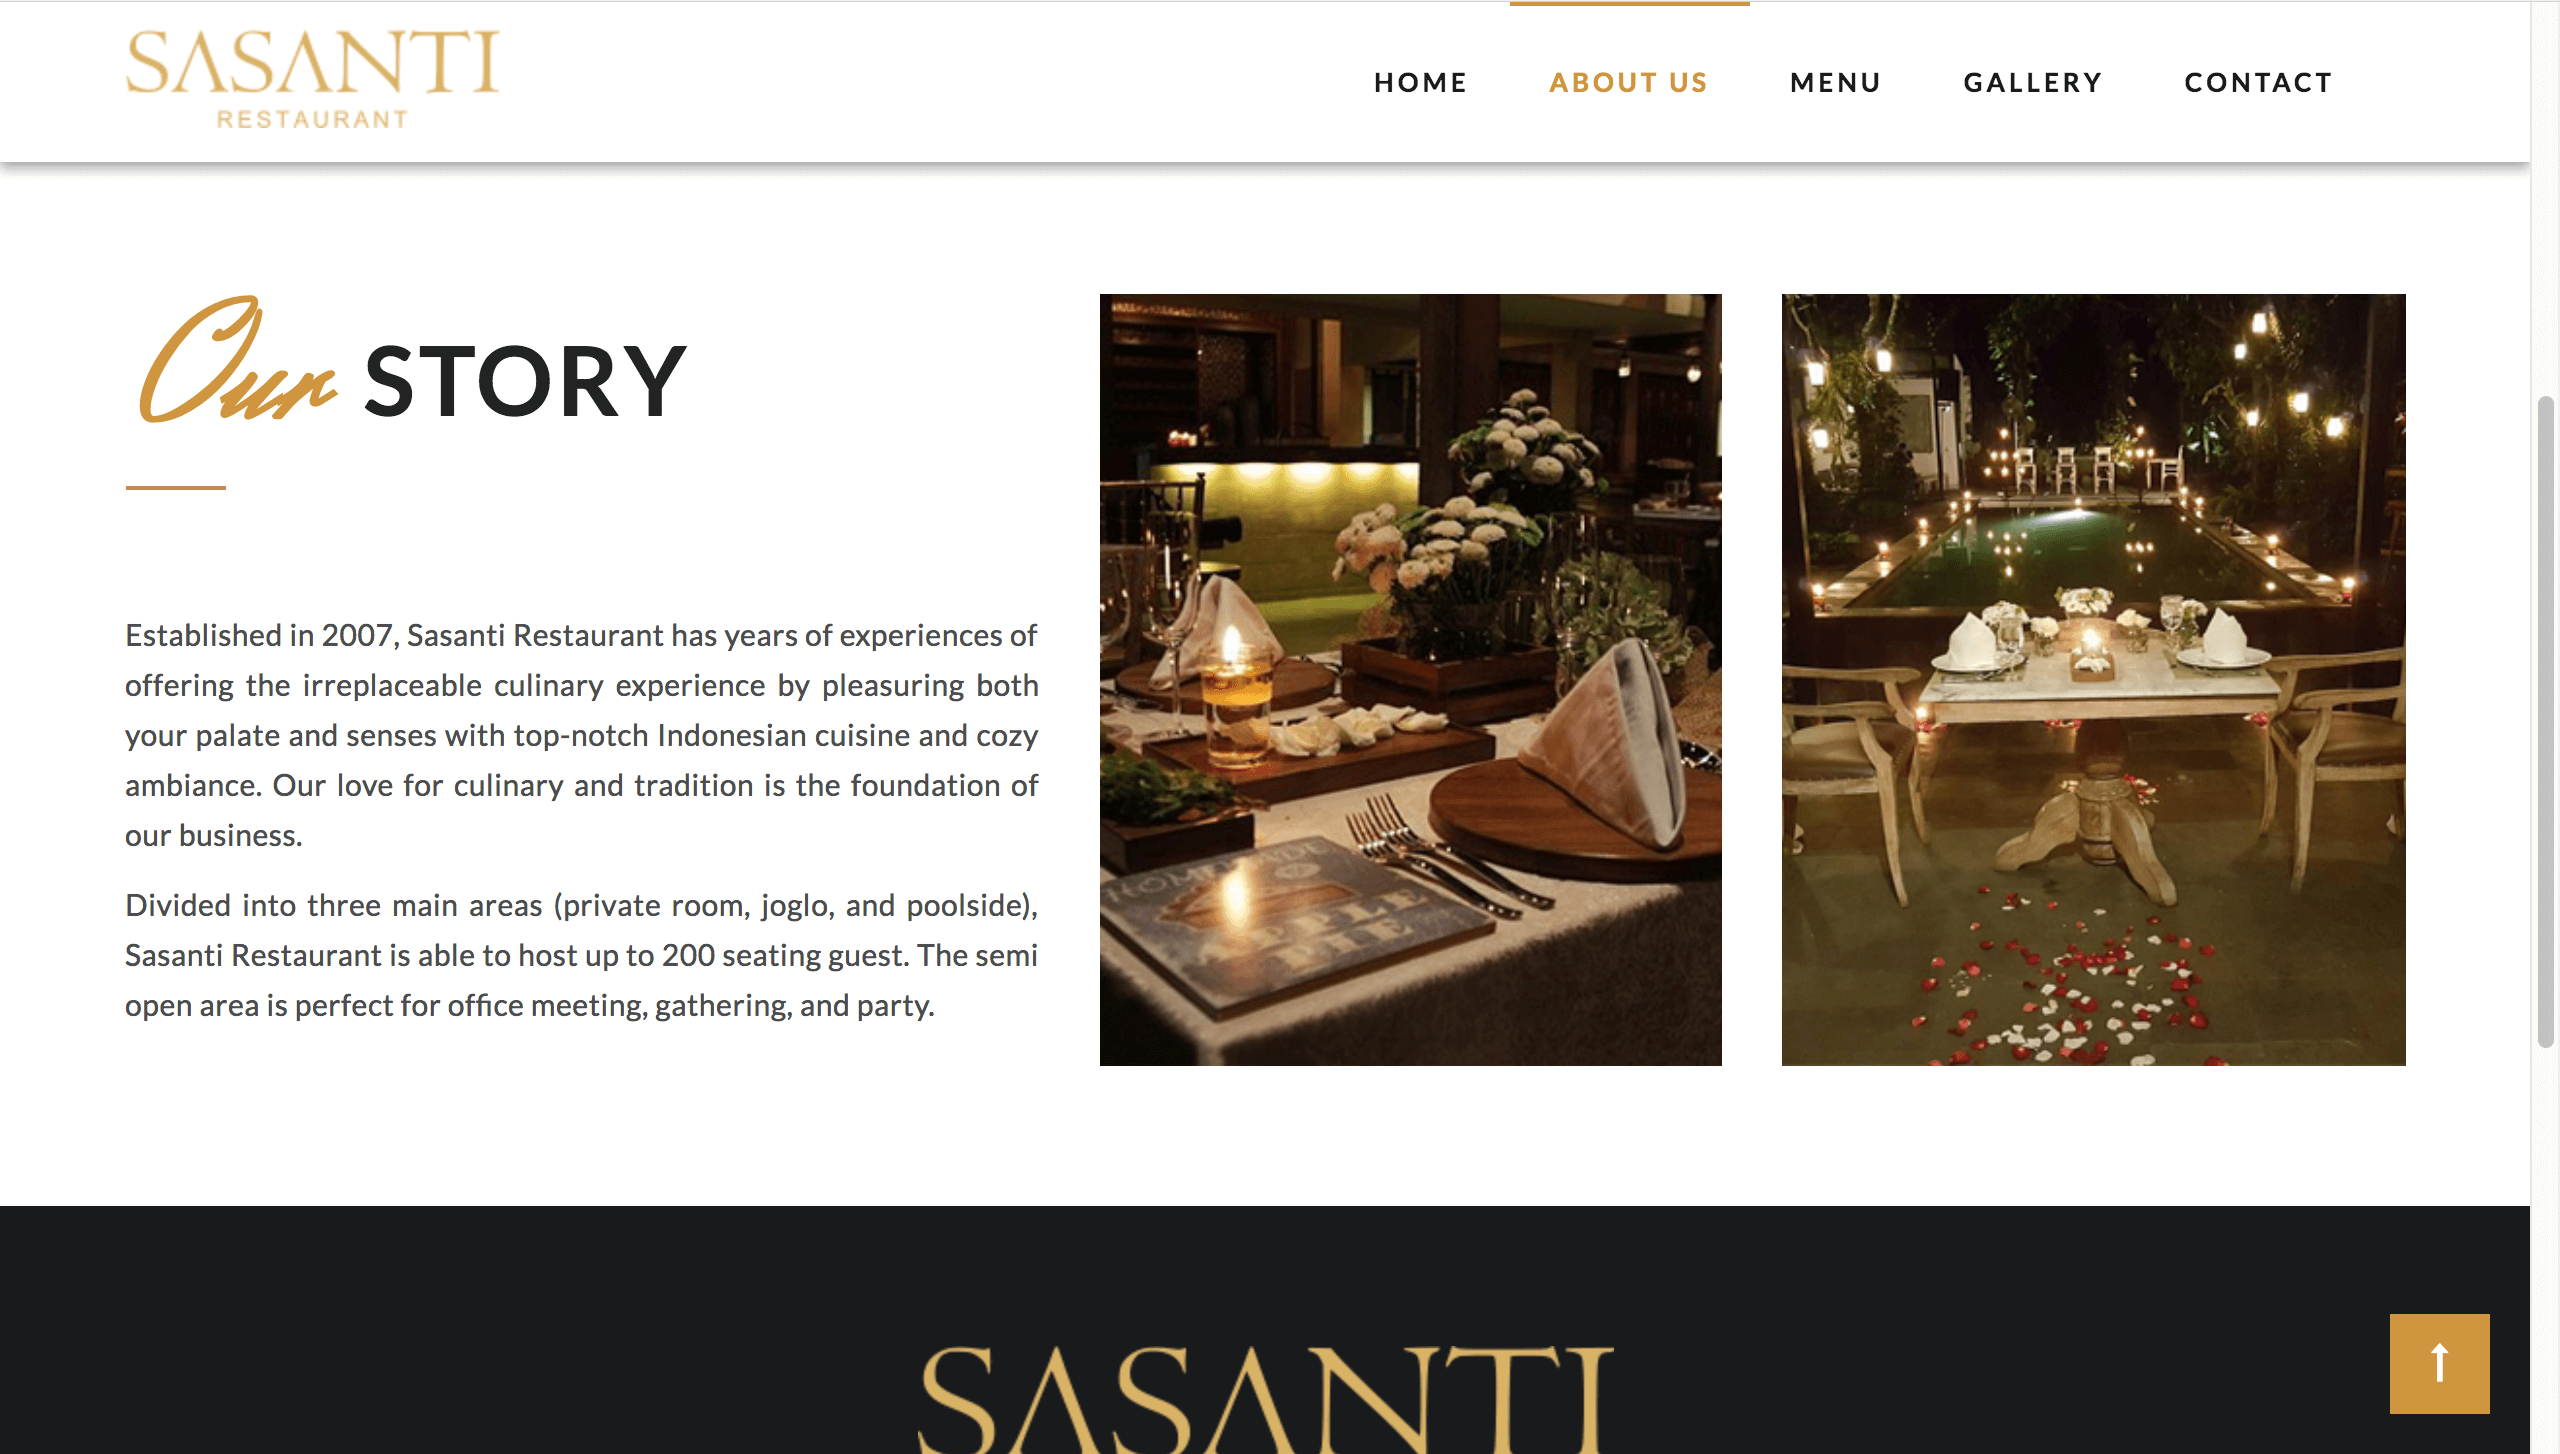 SASANTI
RESTAURANT
HOME
ABOUT US
MENU
GALLERY
CONTACT
Our STORY
Established in 2007, Sasanti Restaurant has years of experiences of
offering the irreplaceable culinary experience by pleasuring both
your palate and senses with top-notch Indonesian cuisine and cozy
ambiance. Our love for culinary and tradition is the foundation of
our business.
Divided into three main areas (private room, joglo, and poolside),
Sasanti Restaurant is able to host up to 200 seating guest. The semi
open area is perfect for office meeting, gathering, and party.
HOMEMADE
APPLE
PIE
SASANTI